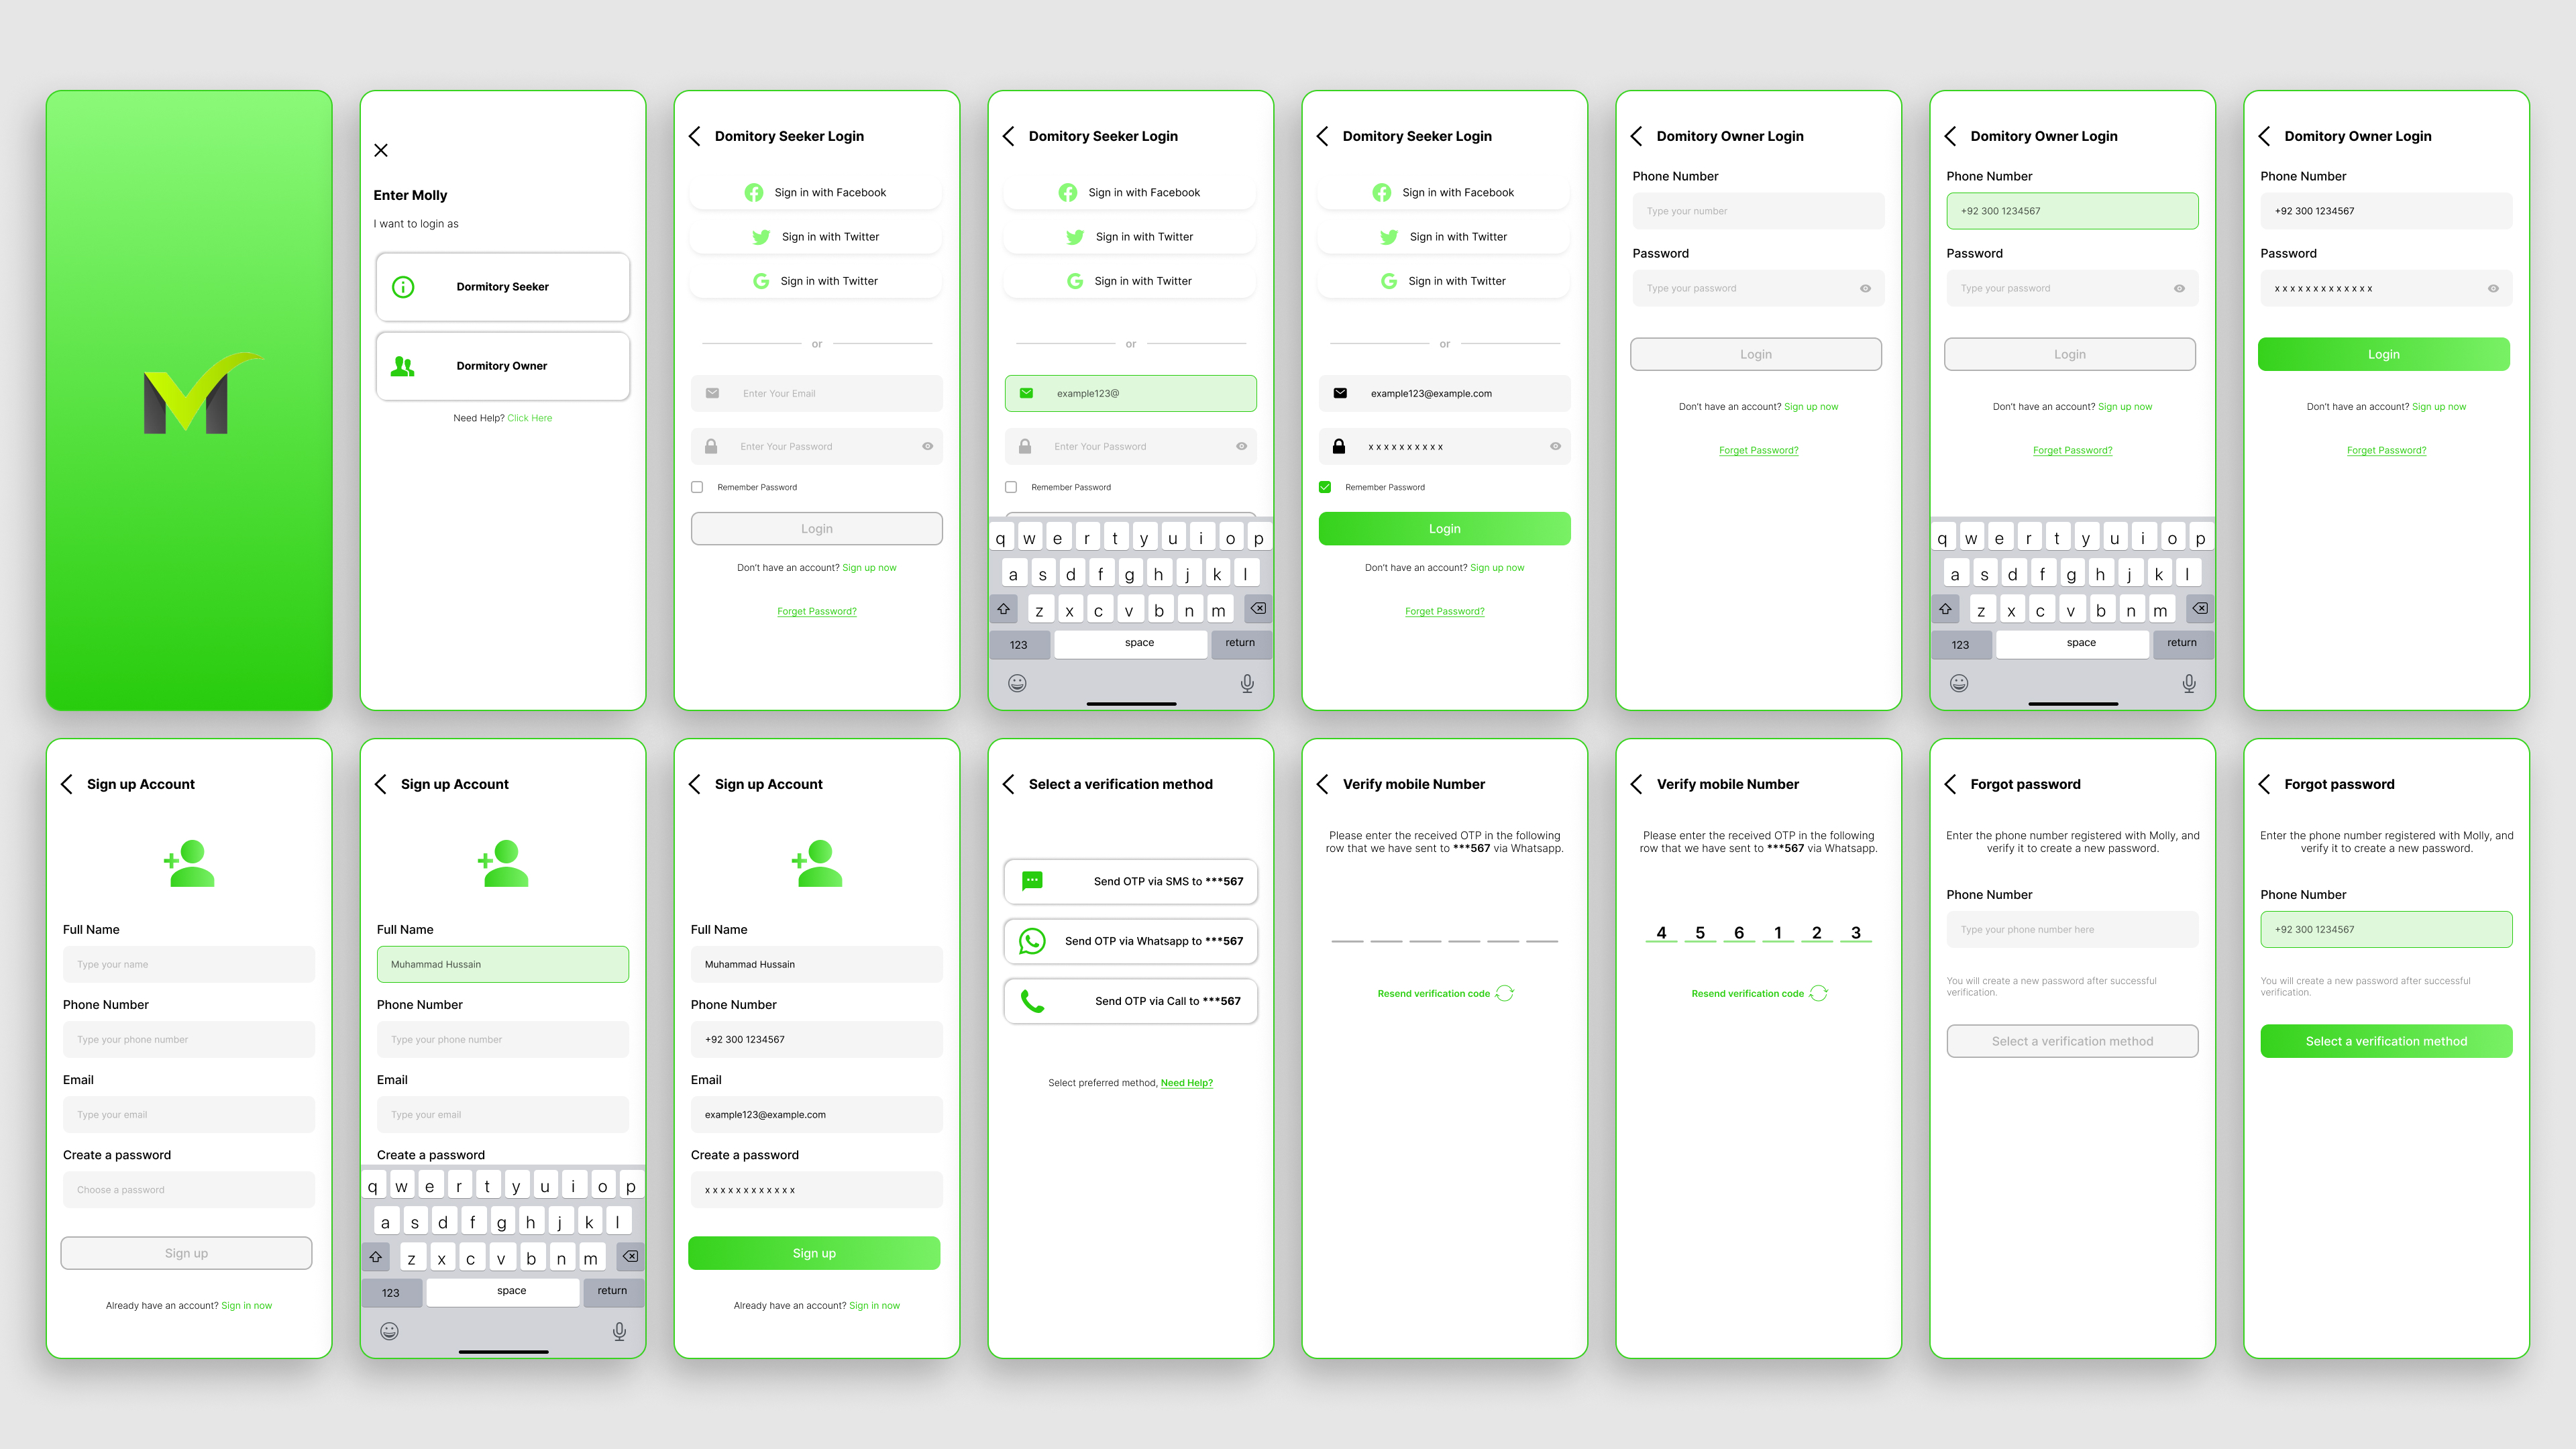 Enter Molly
I want to login as
Dormitory Seeker
Dormitory Owner
Need Help? Click Here
Domitory Seeker Login
Sign in with Facebook
Sign in with Twitter
Sign in with Twitter
or
Enter Your Email
Enter Your Password
Remember Password
Login
Don't have an account? Sign up now
Forget Password?
Domitory Seeker Login
Sign in with Facebook
Sign in with Twitter
Sign in with Twitter
or
example123@
Enter Your Password
Remember Password
q w e r t y u i o p
a s d f g h j k l
z x c v b n m
123 space return
Domitory Seeker Login
Sign in with Facebook
Sign in with Twitter
Sign in with Twitter
or
example123@example.com
x x x x x x x x x x
Remember Password
Login
Don't have an account? Sign up now
Forget Password?
Domitory Owner Login
Phone Number
Type your number
Password
Type your password
Login
Don't have an account? Sign up now
Forget Password?
Domitory Owner Login
Phone Number
+92 300 1234567
Password
Type your password
Login
Don't have an account? Sign up now
Forget Password?
q w e r t y u i o p
a s d f g h j k l
z x c v b n m
123 space return
Domitory Owner Login
Phone Number
+92 300 1234567
Password
x x x x x x x x x x x x x
Login
Don't have an account? Sign up now
Forget Password?
Sign up Account
Full Name
Type your name
Phone Number
Type your phone number
Email
Type your email
Create a password
Choose a password
Sign up
Already have an account? Sign in now
Sign up Account
Full Name
Muhammad Hussain
Phone Number
Type your phone number
Email
Type your email
Create a password
q w e r t y u i o p
a s d f g h j k l
z x c v b n m
123 space return
Sign up Account
Full Name
Muhammad Hussain
Phone Number
+92 300 1234567
Email
example123@example.com
Create a password
x x x x x x x x x x x x
Sign up
Already have an account? Sign in now
Select a verification method
Send OTP via SMS to ***567
Send OTP via Whatsapp to ***567
Send OTP via Call to ***567
Select preferred method, Need Help?
Verify mobile Number
Please enter the received OTP in the following
row that we have sent to ***567 via Whatsapp.
Resend verification code
Verify mobile Number
Please enter the received OTP in the following
row that we have sent to ***567 via Whatsapp.
4 5 6 1 2 3
Resend verification code
Forgot password
Enter the phone number registered with Molly, and
verify it to create a new password.
Phone Number
Type your phone number here
You will create a new password after successful
verification.
Select a verification method
Forgot password
Enter the phone number registered with Molly, and
verify it to create a new password.
Phone Number
+92 300 1234567
You will create a new password after successful
verification.
Select a verification method